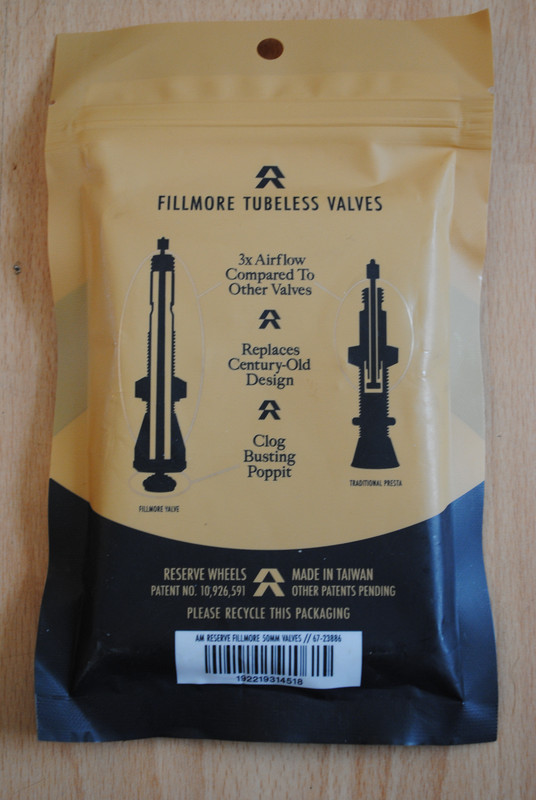 FILLMORE TUBELESS VALVES
3x Airflow
Compared To
Other Valves
Replaces
Century-Old
Design
Clog
Busting
Poppit
TRADITIONAL PRESTA
FILLMORE VALVE
RESERVE WHEELS
PATENT NO. 10,926,591
MADE IN TAIWAN
OTHER PATENTS PENDING
PLEASE RECYCLE THIS PACKAGING
AM RESERVE FILLMORE 50MM VALVES // 67-23886
192219314518